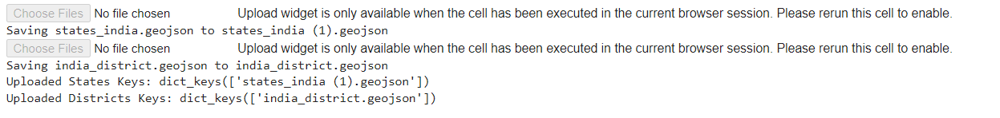 Choose Files No file chosen Upload widget is only available when the cell has been executed in the current browser session. Please rerun this cell to enable.
Saving states_india.geojson to states_india (1).geojson
Choose Files No file chosen Upload widget is only available when the cell has been executed in the current browser session. Please rerun this cell to enable.
Saving india_district.geojson to india_district.geojson
Uploaded States Keys: dict_keys(['states_india (1).geojson'])
Uploaded Districts Keys: dict_keys(['india_district.geojson'])